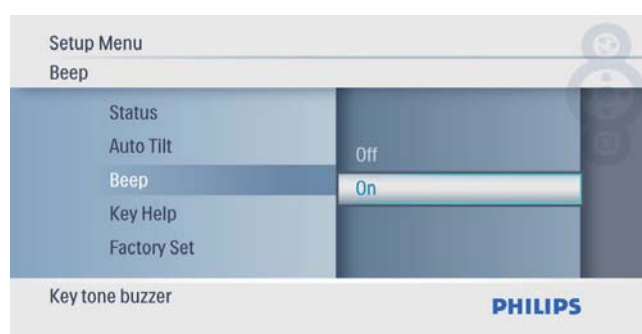 Setup Menu
Beep
Status
Auto Tilt
Beep
Key Help
Factory Set
Off
On
Key tone buzzer
PHILIPS